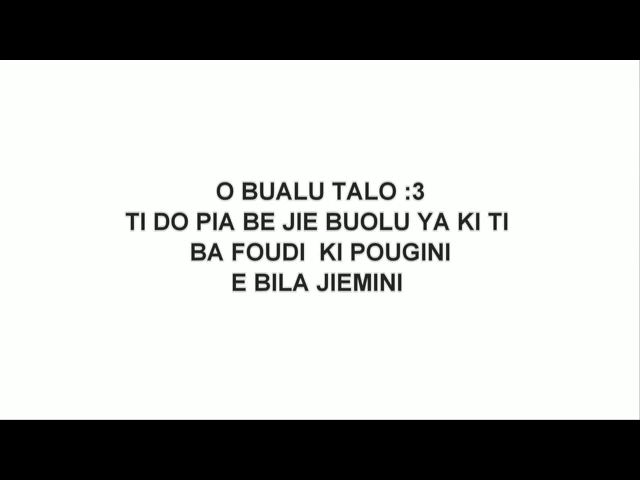 O BUALU TALO :3
TI DO PIA BE JIE BUOLU YA KI TI
BA FOUDI  KI POUGINI
E BILA JIEMINI